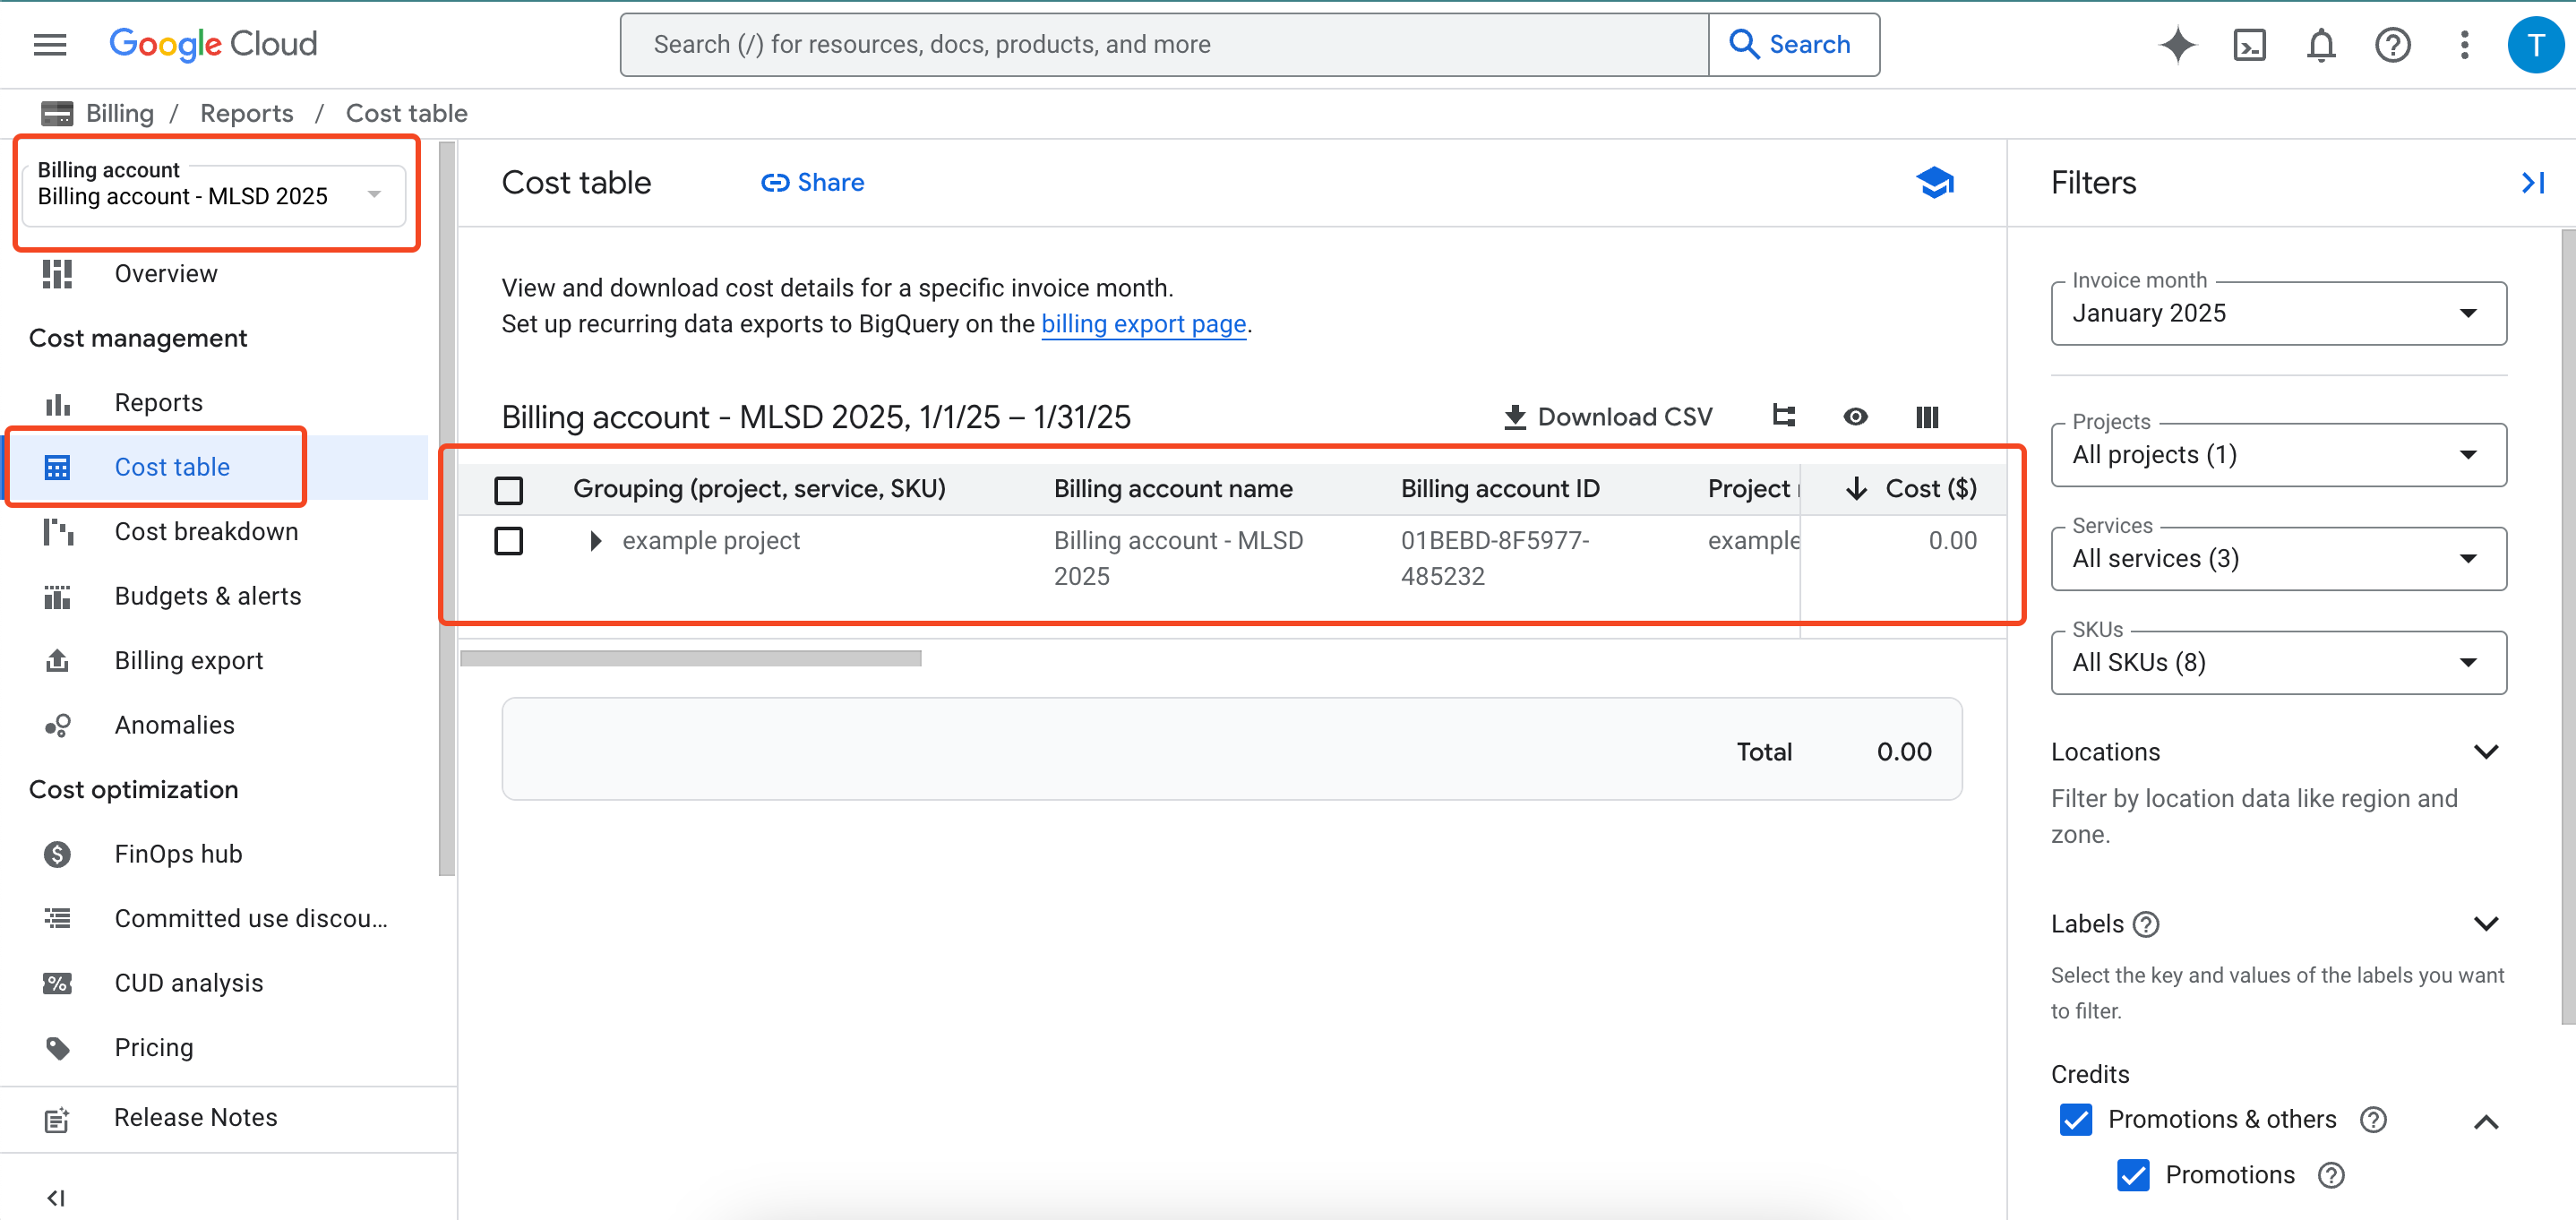 Google Cloud
Search (/) for resources, docs, products, and more
Search
T
Billing / Reports / Cost table
Billing account
Billing account - MLSD 2025
Overview
Cost management
Reports
Cost table
Cost breakdown
Budgets & alerts
Billing export
Anomalies
Cost optimization
FinOps hub
Committed use discou...
CUD analysis
Pricing
Release Notes
Cost table
Share
View and download cost details for a specific invoice month.
Set up recurring data exports to BigQuery on the billing export page.
Billing account - MLSD 2025, 1/1/25 – 1/31/25
Download CSV
Grouping (project, service, SKU) Billing account name Billing account ID Project Cost ($)
example project Billing account - MLSD 01BEBD-8F5977- example 0.00
2025 485232
Total 0.00
Filters
Invoice month
January 2025
Projects
All projects (1)
Services
All services (3)
SKUs
All SKUs (8)
Locations
Filter by location data like region and
zone.
Labels
Select the key and values of the labels you want
to filter.
Credits
Promotions & others
Promotions